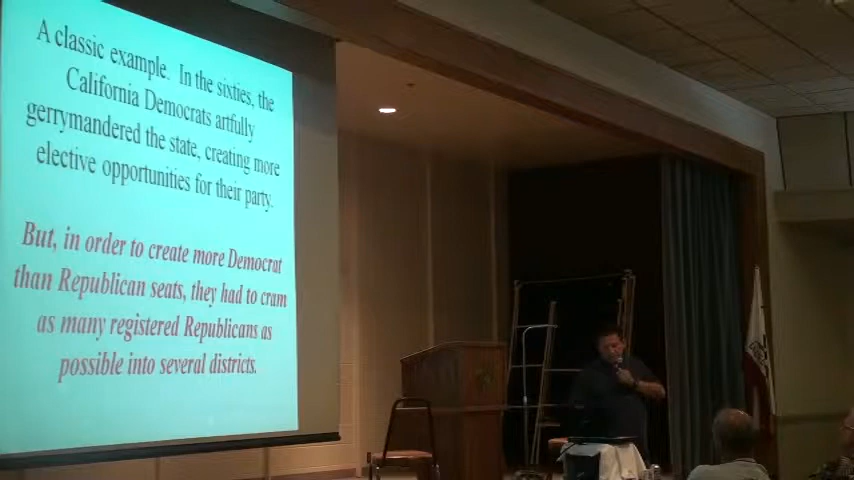 A classic example. In the sixties, the
California Democrats artfully
gerrymandered the state, creating more
elective opportunities for their party.
But, in order to create more Democrat
than Republican seats, they had to cram
as many registered Republicans as
possible into several districts.